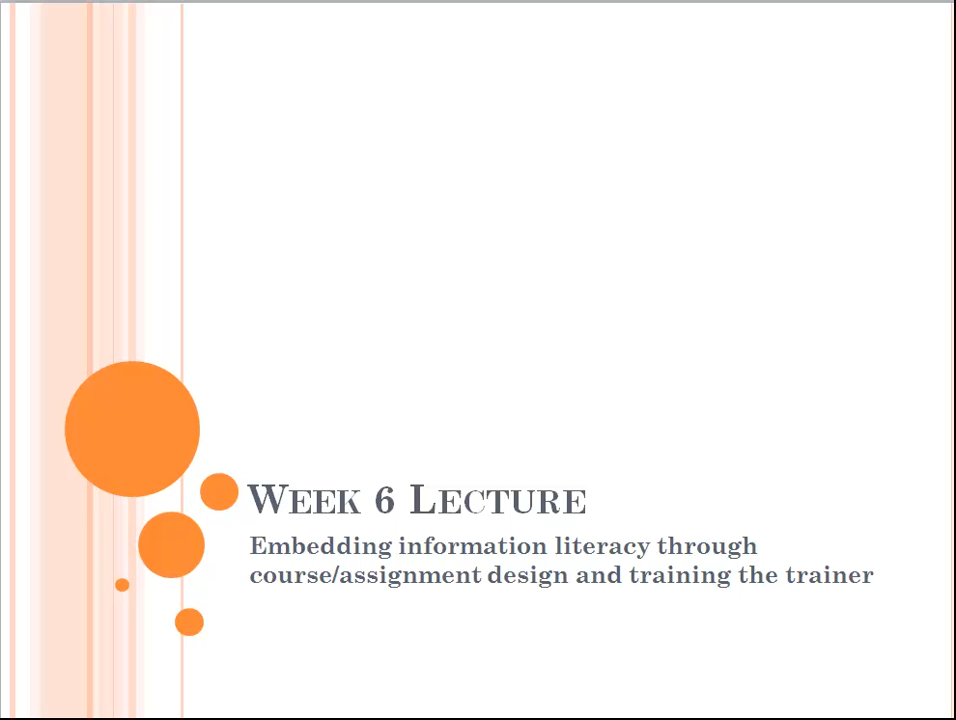 Week 6 Lecture
Embedding information literacy through
course/assignment design and training the trainer